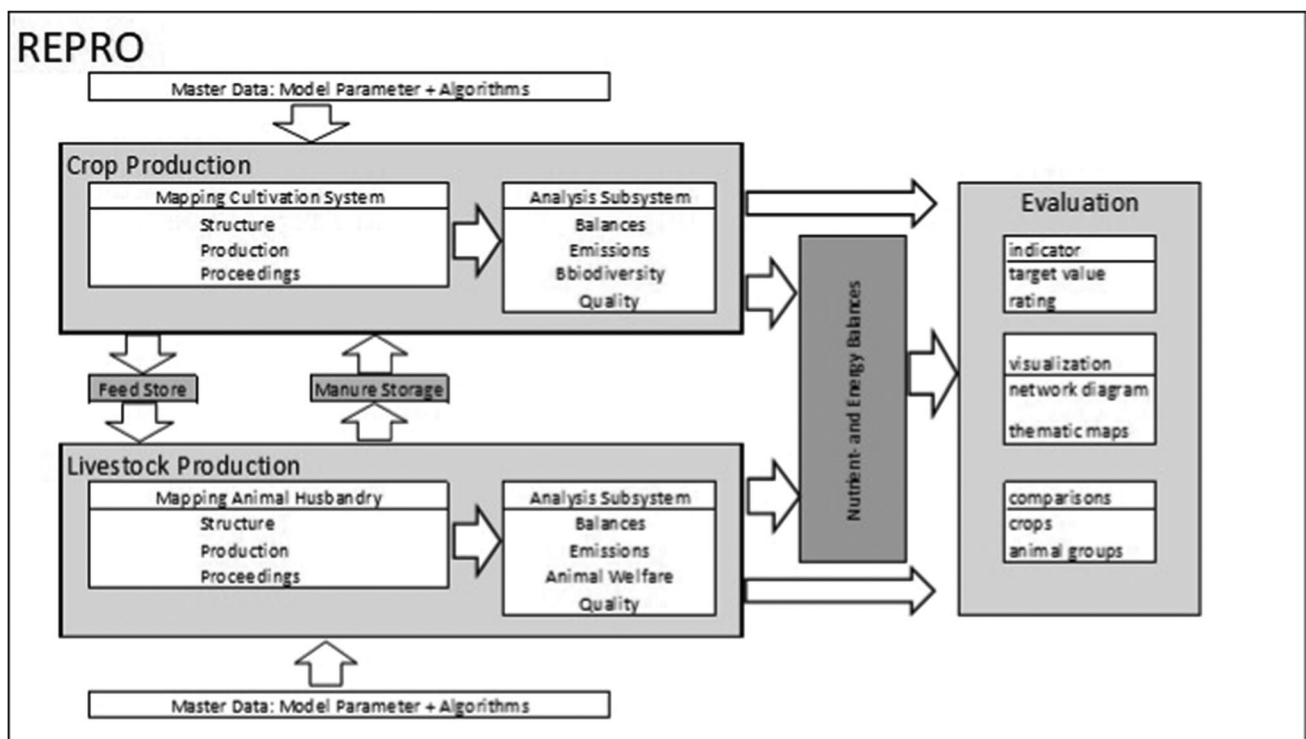 REPRO
Master Data: Model Parameter + Algorithms
Crop Production
Mapping Cultivation System
Structure
Production
Proceedings
Analysis Subsystem
Balances
Emissions
Bbiodiversity
Quality
Feed Store
Manure Storage
Livestock Production
Mapping Animal Husbandry
Structure
Production
Proceedings
Analysis Subsystem
Balances
Emissions
Animal Welfare
Quality
Master Data: Model Parameter + Algorithms
Nutrient- and Energy Balances
Evaluation
indicator
target value
rating
visualization
network diagram
thematic maps
comparisons
crops
animal groups